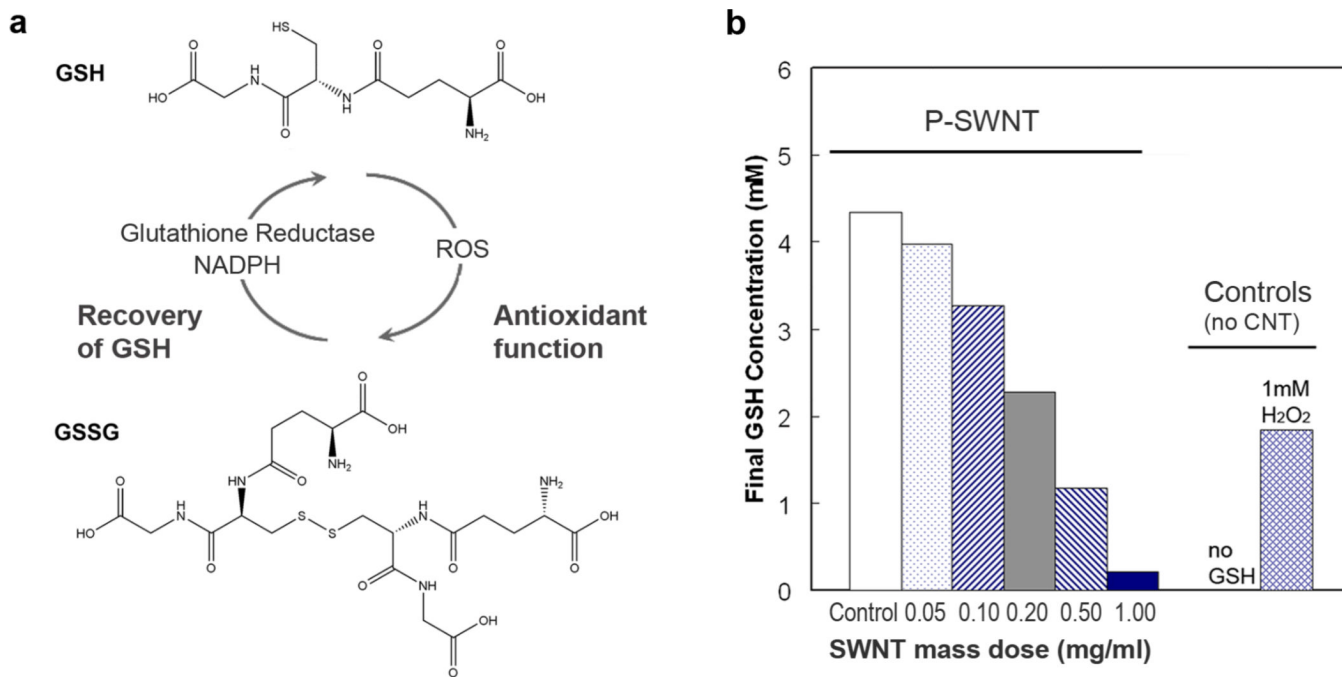 a
GSH
HS
O
O
O
HO
H
N
N
H
O
OH
NH2
Glutathione Reductase
NADPH
ROS
Recovery
of GSH
Antioxidant
function
GSSG
O
OH
NH2
O
HN
O
HO
H
N
O
S
S
H
N
O
NH2
OH
O
O
NH
O
OH
b
Final GSH Concentration (mM)
6
5
4
3
2
1
0
P-SWNT
Controls
(no CNT)
1mM
H2O2
no
GSH
Control 0.05 0.10 0.20 0.50 1.00
SWNT mass dose (mg/ml)